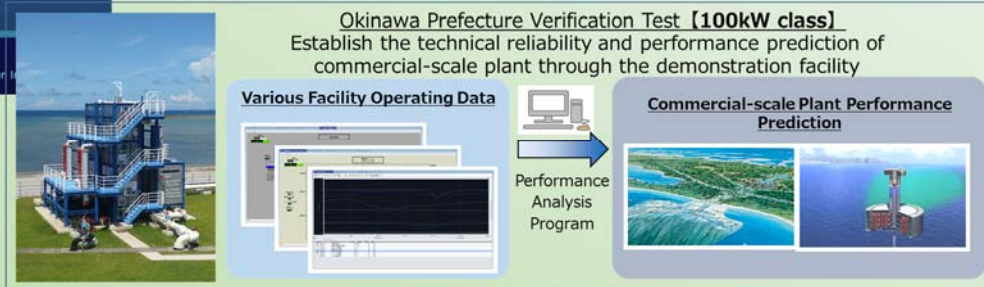 Okinawa Prefecture Verification Test【100kW class】
Establish the technical reliability and performance prediction of
commercial-scale plant through the demonstration facility
Various Facility Operating Data
Performance
Analysis
Program
Commercial-scale Plant Performance
Prediction